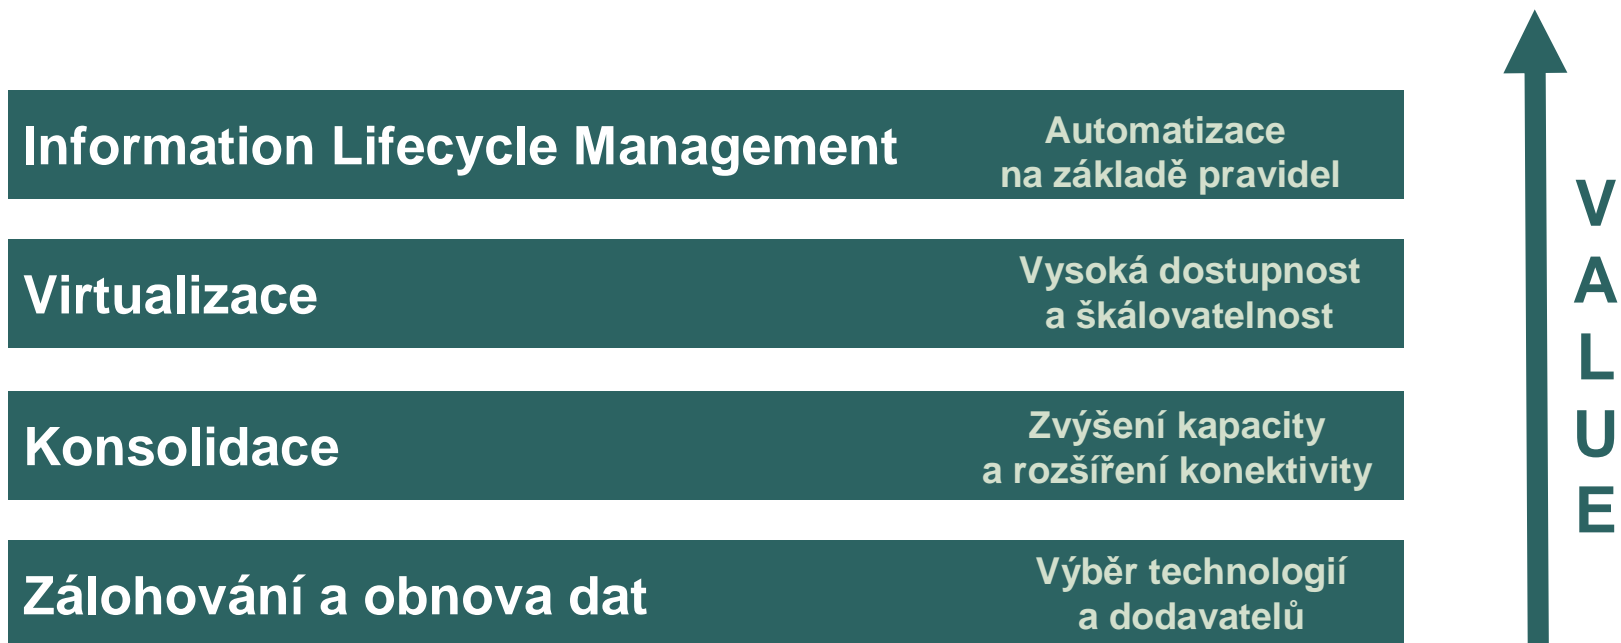 Information Lifecycle Management
Automatizace
na základě pravidel
Virtualizace
Vysoká dostupnost
a škálovatelnost
Konsolidace
Zvýšení kapacity
a rozšíření konektivity
Zálohování a obnova dat
Výběr technologií
a dodavatelů
V
A
L
U
E